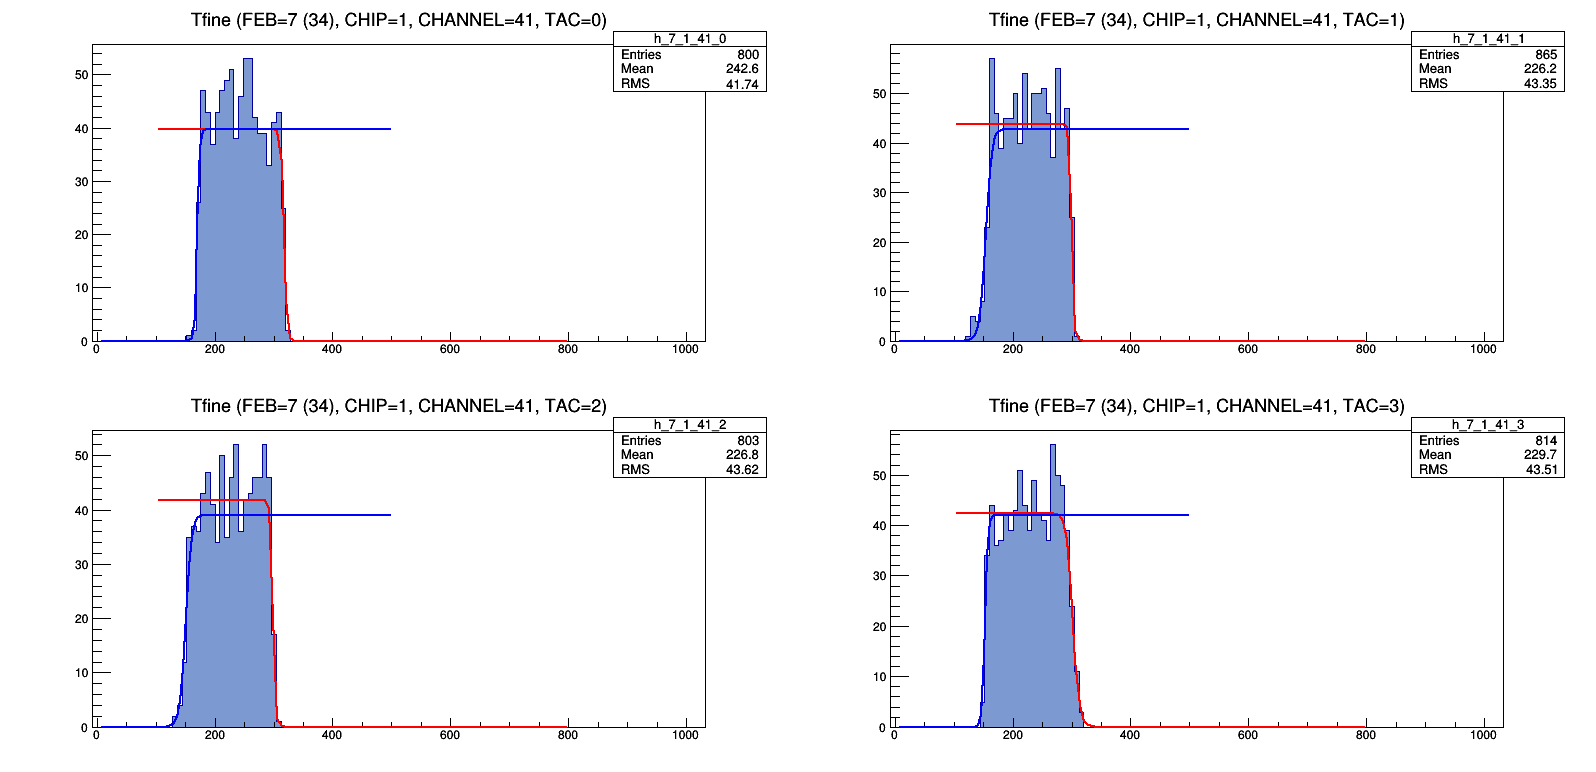 Tfine (FEB=7 (34), CHIP=1, CHANNEL=41, TAC=0)
h_7_1_41_0
Entries 800
Mean 242.6
RMS 41.74
50
40
30
20
10
0
0 200 400 600 800 1000
Tfine (FEB=7 (34), CHIP=1, CHANNEL=41, TAC=1)
h_7_1_41_1
Entries 865
Mean 226.2
RMS 43.35
50
40
30
20
10
0
0 200 400 600 800 1000
Tfine (FEB=7 (34), CHIP=1, CHANNEL=41, TAC=2)
h_7_1_41_2
Entries 803
Mean 226.8
RMS 43.62
50
40
30
20
10
0
0 200 400 600 800 1000
Tfine (FEB=7 (34), CHIP=1, CHANNEL=41, TAC=3)
h_7_1_41_3
Entries 814
Mean 229.7
RMS 43.51
50
40
30
20
10
0
0 200 400 600 800 1000